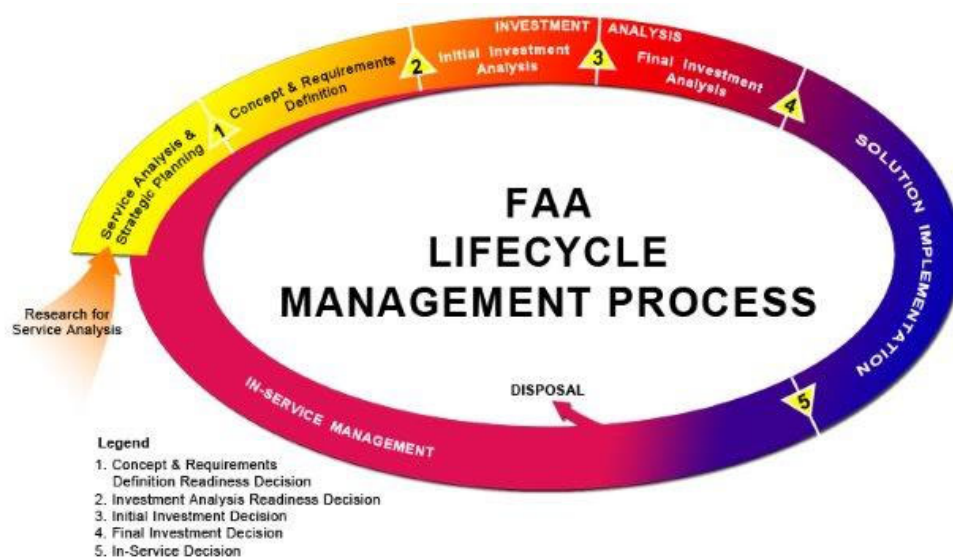 INVESTMENT ANALYSIS
Initial Investment
Analysis
Final Investment
Analysis
Concept & Requirements
Definition
Service Analysis &
Strategic Planning
1
2
3
4
5
SOLUTION IMPLEMENTATION
FAA
LIFECYCLE
MANAGEMENT PROCESS
Research for
Service Analysis
DISPOSAL
IN-SERVICE MANAGEMENT
Legend
1. Concept & Requirements
Definition Readiness Decision
2. Investment Analysis Readiness Decision
3. Initial Investment Decision
4. Final Investment Decision
5. In-Service Decision